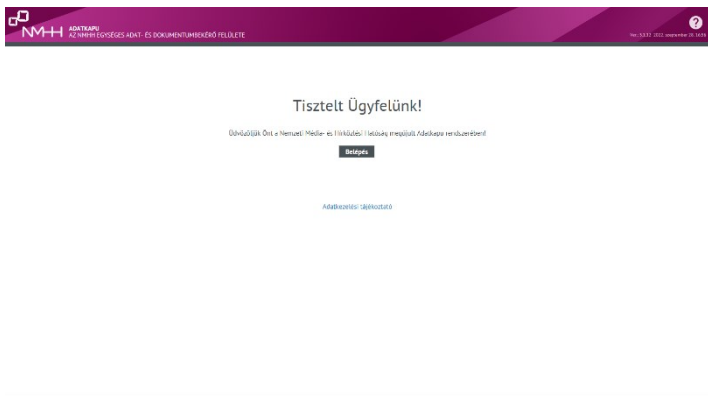 NMHH
ADATKAPU
AZ NMHH EGYSÉGES ADAT- ÉS DOKUMENTUMBEKÉRŐ FELÜLETE
?
Tisztelt Ügyfelünk!
Üdvözöljük Önt a Nemzeti Média- és Hírközlési Hatóság megújult Adatkapu rendszerében!
Belépés
Adatkezelési tájékoztató